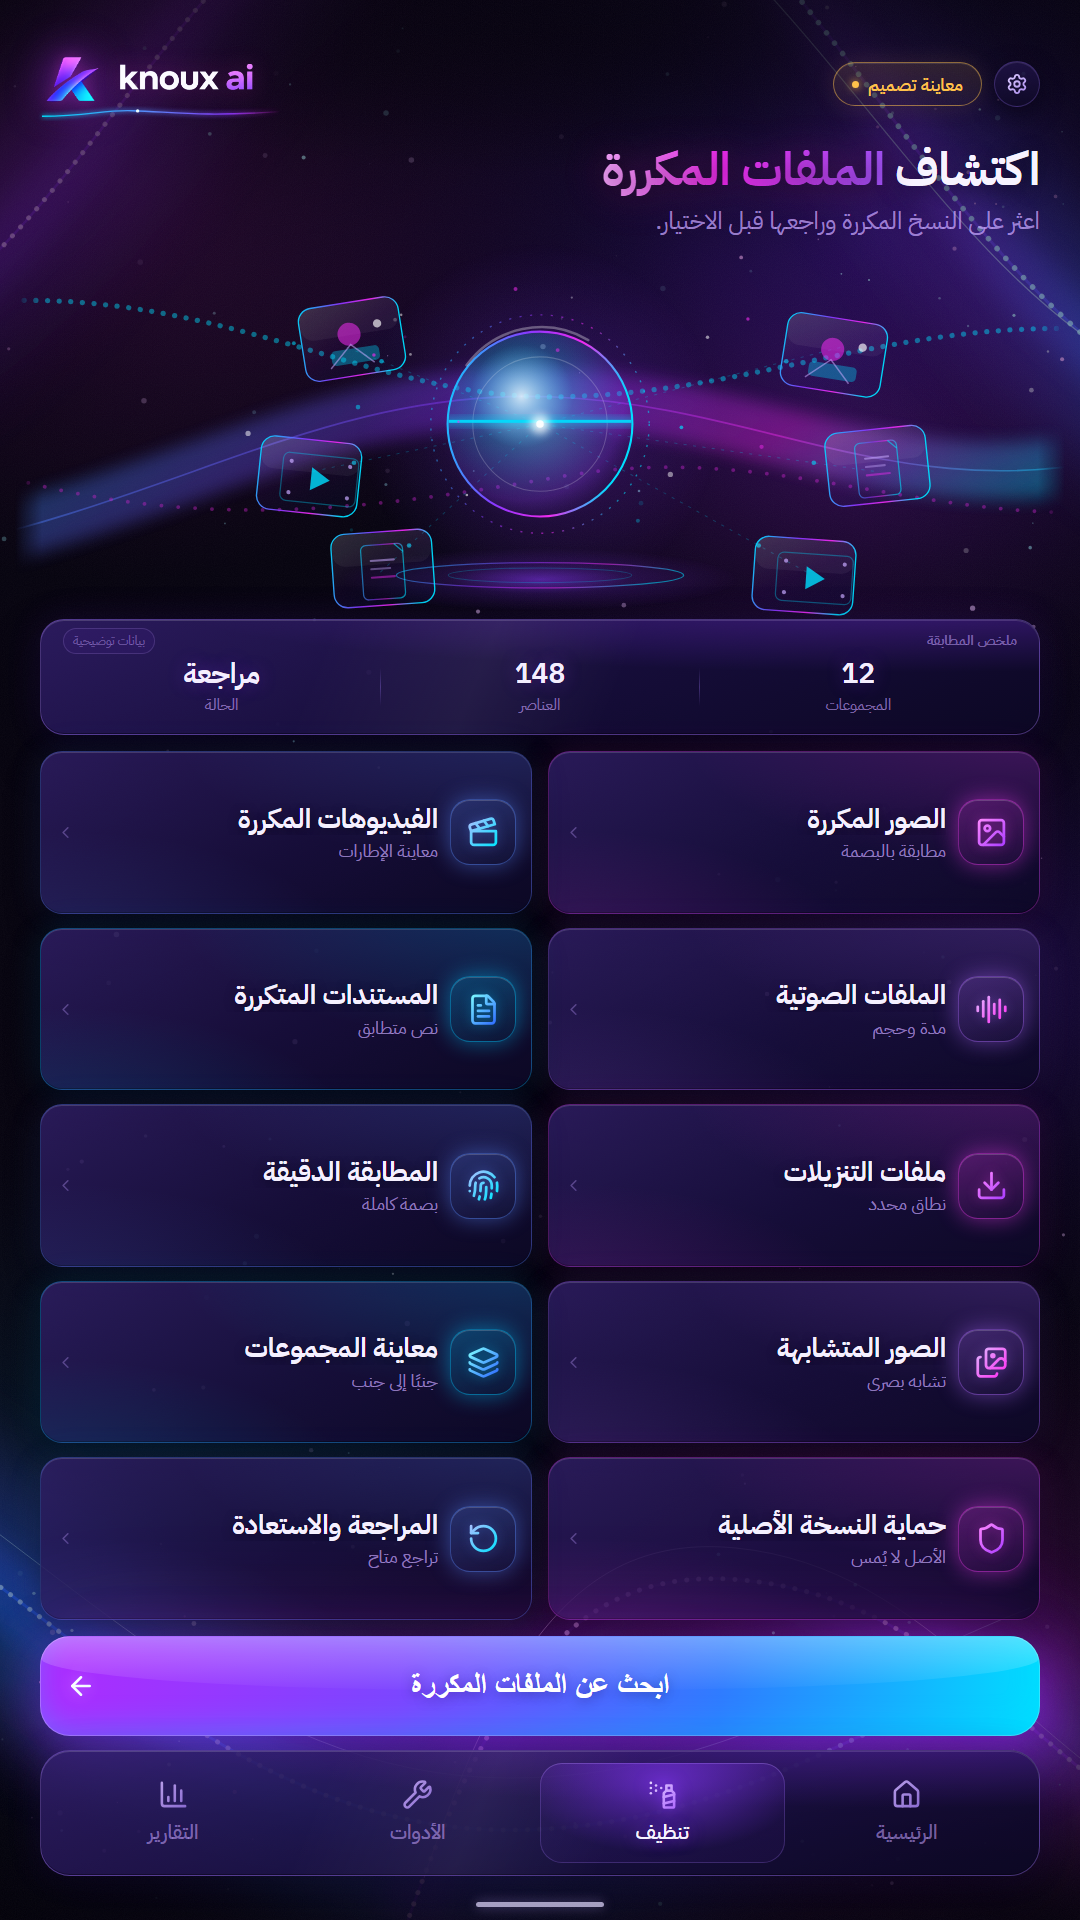 knoux ai
معاينة تصميم
اكتشاف الملفات المكررة
اعثر على النسخ المكررة وراجعها قبل الاختيار.
ملخص المطابقة
بيانات توضيحية
12
المجموعات
148
العناصر
مراجعة
الحالة
الصور المكررة
مطابقة بالبصمة
الفيديوهات المكررة
معاينة الإطارات
الملفات الصوتية
مدة وحجم
المستندات المتكررة
نص متطابق
ملفات التنزيلات
نطاق محدد
المطابقة الدقيقة
بصمة كاملة
الصور المتشابهة
تشابه بصري
معاينة المجموعات
جنبًا إلى جنب
حماية النسخة الأصلية
الأصل لا يُمس
المراجعة والاستعادة
تراجع متاح
ابحث عن الملفات المكررة
الرئيسية
تنظيف
الأدوات
التقارير